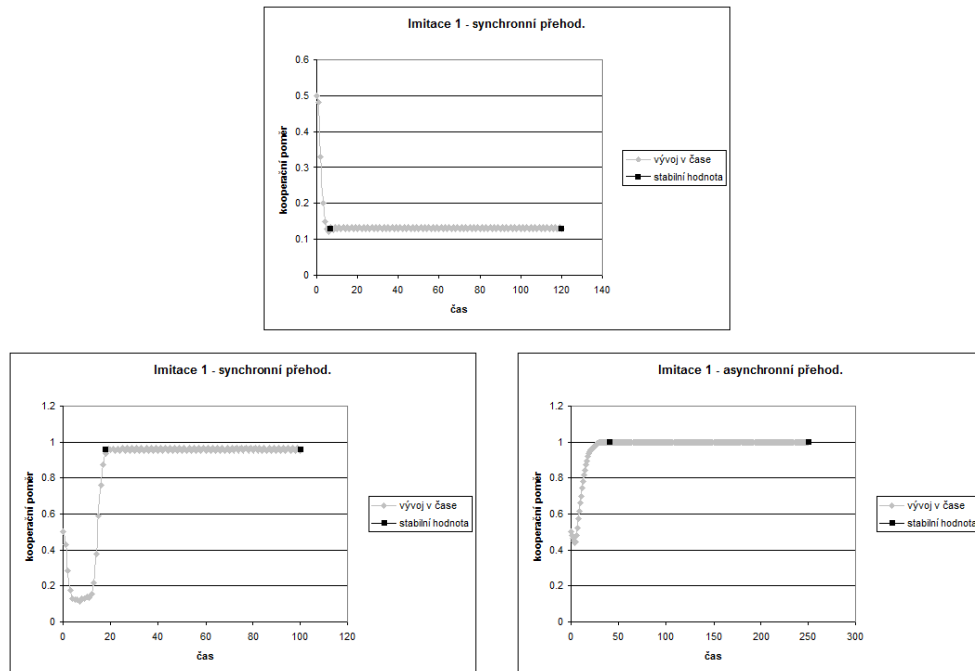 Imitace 1 - synchronní přehod.
0.6
0.5
0.4
0.3
0.2
0.1
0
kooperační poměr
0 20 40 60 80 100 120 140
čas
vývoj v čase
stabilní hodnota
Imitace 1 - synchronní přehod.
1.2
1
0.8
0.6
0.4
0.2
0
kooperační poměr
0 20 40 60 80 100 120
čas
vývoj v čase
stabilní hodnota
Imitace 1 - asynchronní přehod.
1.2
1
0.8
0.6
0.4
0.2
0
kooperační poměr
0 50 100 150 200 250 300
čas
vývoj v čase
stabilní hodnota